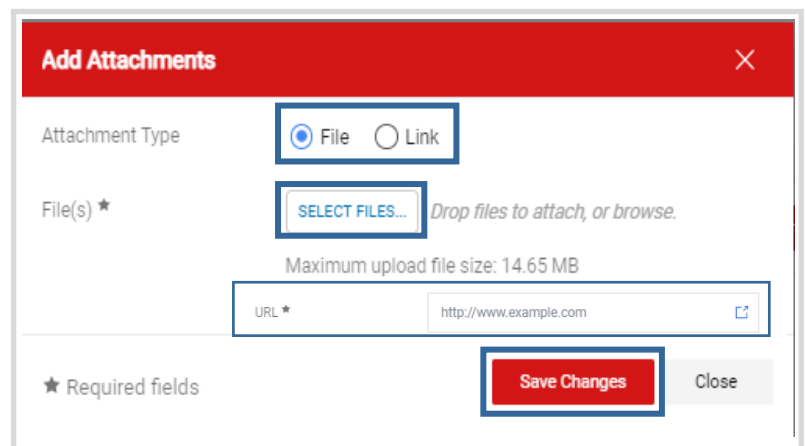 Add Attachments
Attachment Type File Link
File(s) ★ SELECT FILES... Drop files to attach, or browse.
Maximum upload file size: 14.65 MB
URL ★ http://www.example.com
★ Required fields Save Changes Close